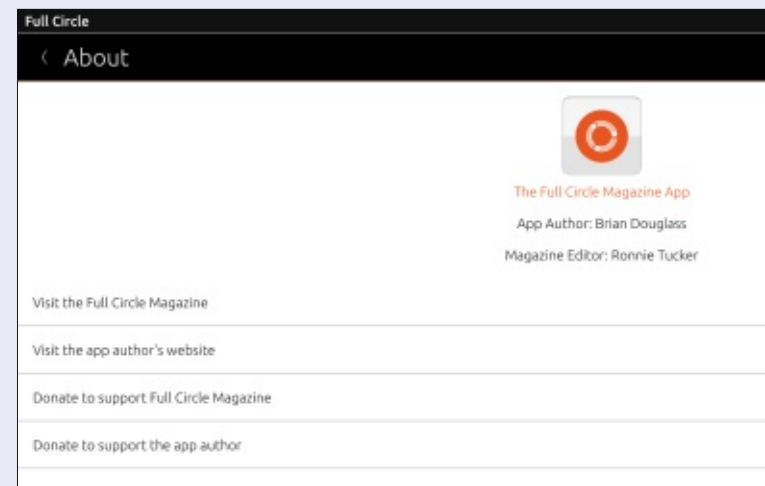 Full Circle
About
The Full Circle Magazine App
App Author: Brian Douglass
Magazine Editor: Ronnie Tucker
Visit the Full Circle Magazine
Visit the app author's website
Donate to support Full Circle Magazine
Donate to support the app author